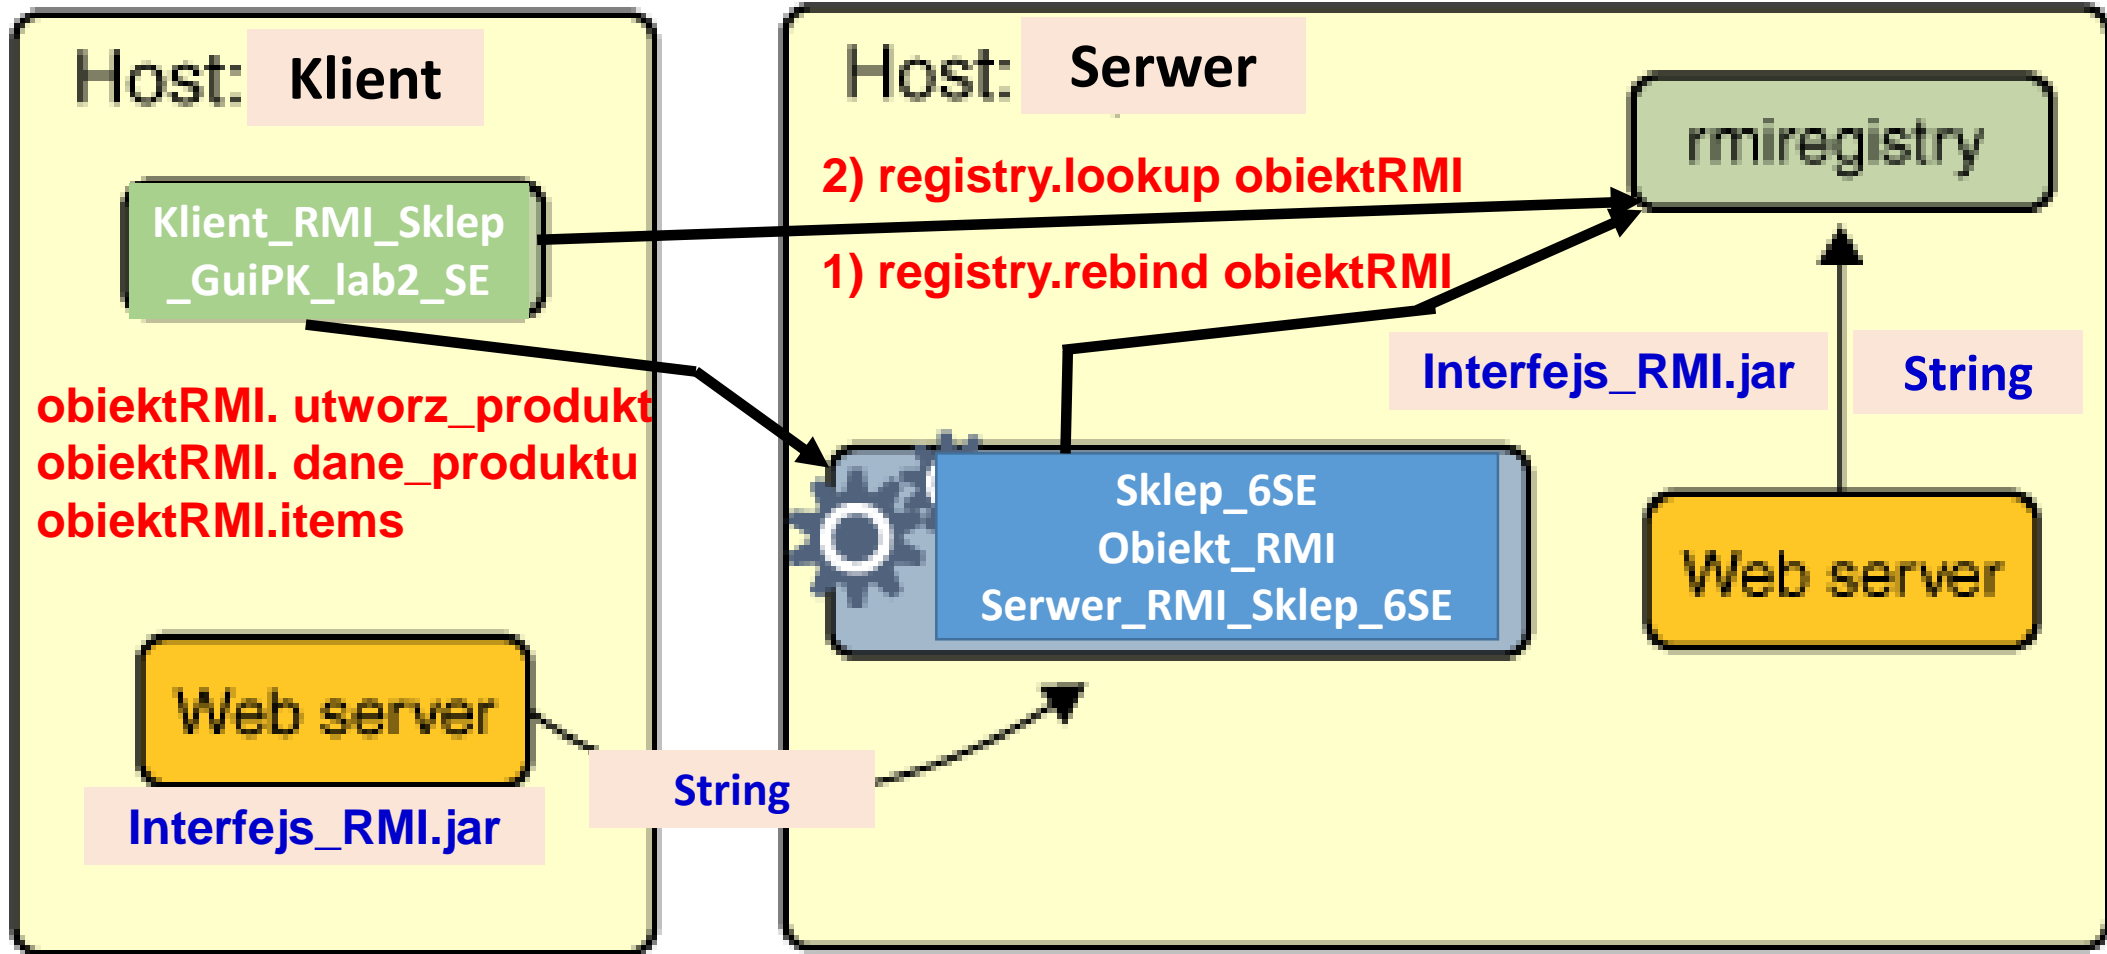 Host: Klient
Klient_RMI_Sklep
_GuiPK_lab2_SE
obiektRMI. utworz_produkt
obiektRMI. dane_produktu
obiektRMI.items
Web server
Interfejs_RMI.jar
String
Host: Serwer
rmiregistry
2) registry.lookup obiektRMI
1) registry.rebind obiektRMI
Interfejs_RMI.jar
String
Sklep_6SE
Obiekt_RMI
Serwer_RMI_Sklep_6SE
Web server